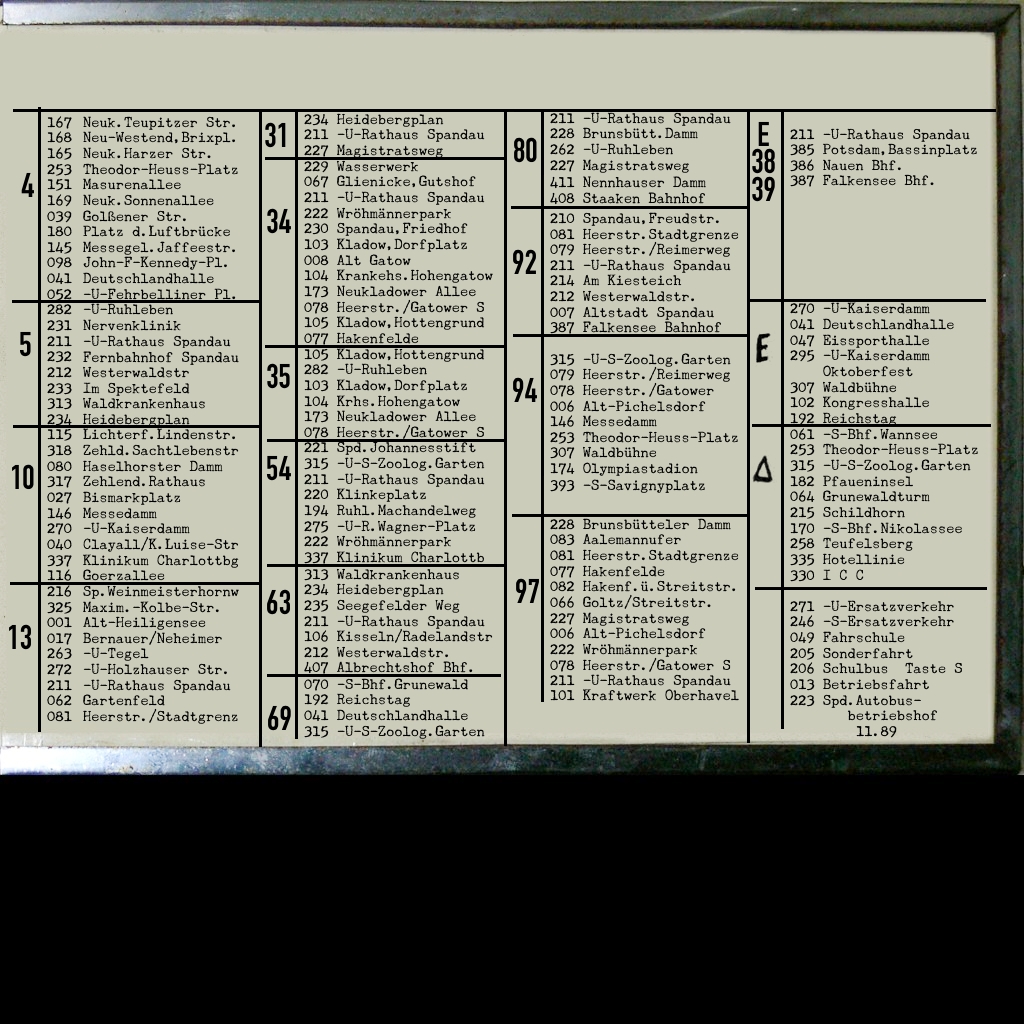 4
167 Neuk.Teupitzer Str.
168 Neu-Westend,Brixpl.
165 Neuk.Harzer Str.
253 Theodor-Heuss-Platz
151 Masurenallee
169 Neuk.Sonnenallee
039 Golßener Str.
180 Platz d.Luftbrücke
145 Messegel.Jaffeestr.
098 John-F-Kennedy-Pl.
041 Deutschlandhalle
052 -U-Fehrbelliner Pl.
5
282 -U-Ruhleben
231 Nervenklinik
211 -U-Rathaus Spandau
232 Fernbahnhof Spandau
212 Westerwaldstr
233 Im Spektefeld
313 Waldkrankenhaus
234 Heidebergplan
10
115 Lichterf.Lindenstr.
318 Zehld.Sachtlebenstr
080 Haselhorster Damm
317 Zehlend.Rathaus
027 Bismarkplatz
146 Messedamm
270 -U-Kaiserdamm
040 Clayall/K.Luise-Str
337 Klinikum Charlottbg
116 Goerzallee
13
216 Sp.Weinmeisterhornw
325 Maxim.-Kolbe-Str.
001 Alt-Heiligensee
017 Bernauer/Neheimer
263 -U-Tegel
272 -U-Holzhauser Str.
211 -U-Rathaus Spandau
062 Gartenfeld
081 Heerstr./Stadtgrenz
31
234 Heidebergplan
211 -U-Rathaus Spandau
227 Magistratsweg
34
229 Wasserwerk
067 Glienicke,Gutshof
211 -U-Rathaus Spandau
222 Wröhmännerpark
230 Spandau,Friedhof
103 Kladow,Dorfplatz
008 Alt Gatow
104 Krankehs.Hohengatow
173 Neukladower Allee
078 Heerstr./Gatower S
105 Kladow,Hottengrund
077 Hakenfelde
35
105 Kladow,Hottengrund
282 -U-Ruhleben
103 Kladow,Dorfplatz
104 Krhs.Hohengatow
173 Neukladower Allee
078 Heerstr./Gatower S
54
221 Spd.Johannesstift
315 -U-S-Zoolog.Garten
211 -U-Rathaus Spandau
220 Klinkeplatz
194 Ruhl.Machandelweg
275 -U-R.Wagner-Platz
222 Wröhmännerpark
337 Klinikum Charlottb
63
313 Waldkrankenhaus
234 Heidebergplan
235 Seegefelder Weg
211 -U-Rathaus Spandau
106 Kisseln/Radelandstr
212 Westerwaldstr.
407 Albrechtshof Bhf.
69
070 -S-Bhf.Grunewald
192 Reichstag
041 Deutschlandhalle
315 -U-S-Zoolog.Garten
80
211 -U-Rathaus Spandau
228 Brunsbütt.Damm
262 -U-Ruhleben
227 Magistratsweg
411 Nennhauser Damm
408 Staaken Bahnhof
92
210 Spandau,Freudstr.
081 Heerstr.Stadtgrenze
079 Heerstr./Reimerweg
211 -U-Rathaus Spandau
214 Am Kiesteich
212 Westerwaldstr.
007 Altstadt Spandau
387 Falkensee Bahnhof
94
315 -U-S-Zoolog.Garten
079 Heerstr./Reimerweg
078 Heerstr./Gatower
006 Alt-Pichelsdorf
146 Messedamm
253 Theodor-Heuss-Platz
307 Waldbühne
174 Olympiastadion
393 -S-Savignyplatz
97
228 Brunsbütteler Damm
083 Aalemannufer
081 Heerstr.Stadtgrenze
077 Hakenfelde
082 Hakenf.ü.Streitstr.
066 Goltz/Streitstr.
227 Magistratsweg
006 Alt-Pichelsdorf
222 Wröhmännerpark
078 Heerstr./Gatower S
211 -U-Rathaus Spandau
101 Kraftwerk Oberhavel
E
38
39
211 -U-Rathaus Spandau
385 Potsdam,Bassinplatz
386 Nauen Bhf.
387 Falkensee Bhf.
E
270 -U-Kaiserdamm
041 Deutschlandhalle
047 Eissporthalle
295 -U-Kaiserdamm
Oktoberfest
307 Waldbühne
102 Kongresshalle
192 Reichstag
Δ
061 -S-Bhf.Wannsee
253 Theodor-Heuss-Platz
315 -U-S-Zoolog.Garten
182 Pfaueninsel
064 Grunewaldturm
215 Schildhorn
170 -S-Bhf.Nikolassee
258 Teufelsberg
335 Hotellinie
330 I C C
271 -U-Ersatzverkehr
246 -S-Ersatzverkehr
049 Fahrschule
205 Sonderfahrt
206 Schulbus Taste S
013 Betriebsfahrt
223 Spd.Autobus-
betriebshof
11.89